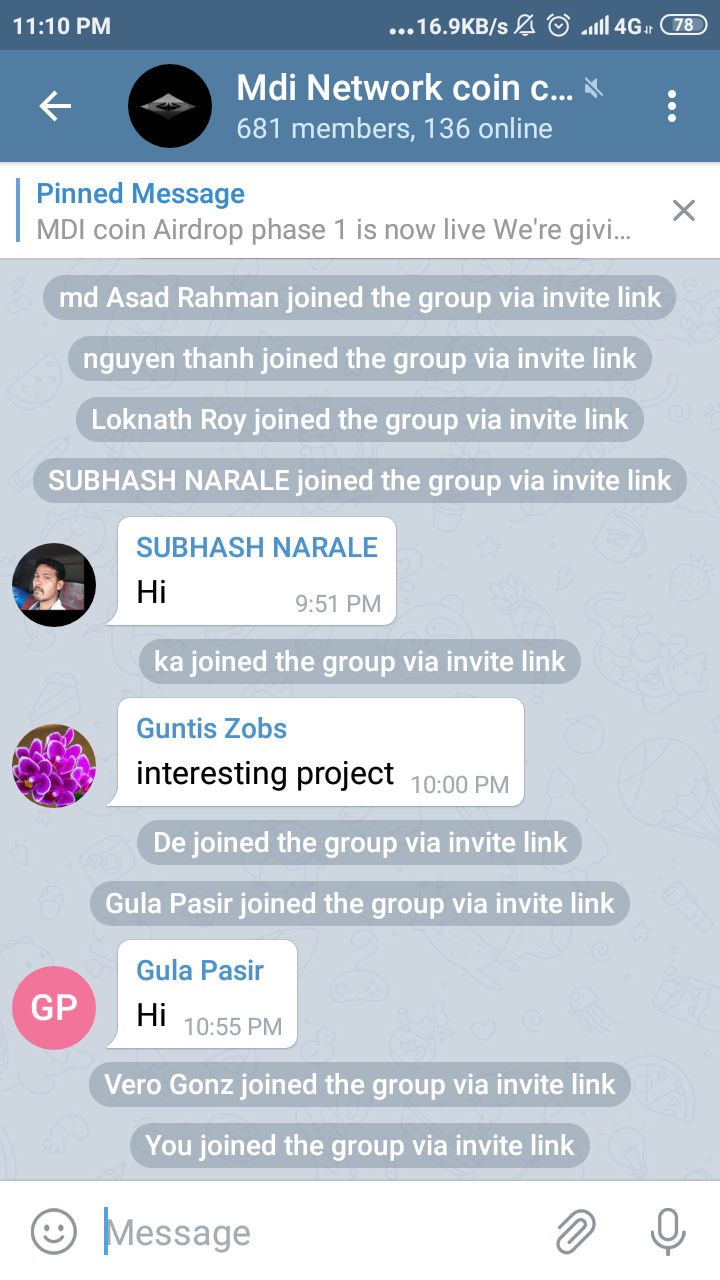 11:10 PM ...16.9KB/s 4G 78
Mdi Network coin c...
681 members, 136 online
Pinned Message
MDI coin Airdrop phase 1 is now live We're givi...
md Asad Rahman joined the group via invite link
nguyen thanh joined the group via invite link
Loknath Roy joined the group via invite link
SUBHASH NARALE joined the group via invite link
SUBHASH NARALE
Hi 9:51 PM
ka joined the group via invite link
Guntis Zobs
interesting project 10:00 PM
De joined the group via invite link
Gula Pasir joined the group via invite link
GP
Gula Pasir
Hi 10:55 PM
Vero Gonz joined the group via invite link
You joined the group via invite link
Message